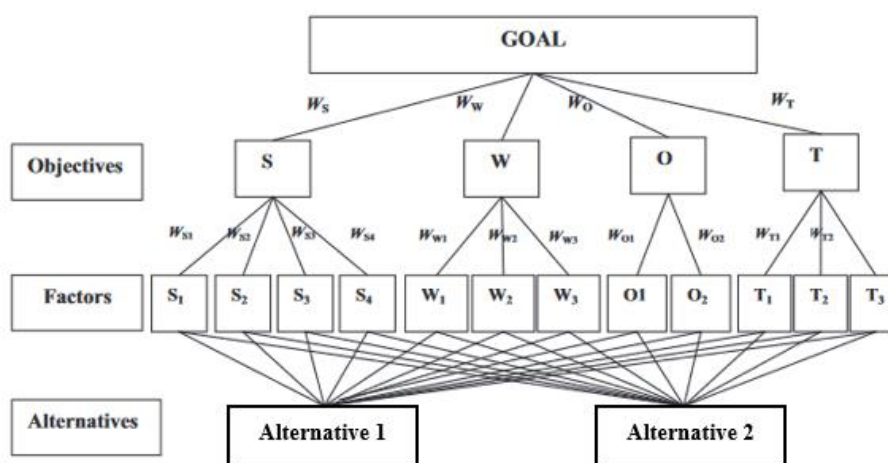 GOAL
W_S W_W W_O W_T
Objectives S W O T
W_S1 W_S2 W_S3 W_S4 W_W1 W_W2 W_W3 W_O1 W_O2 W_T1 W_T2
Factors S₁ S₂ S₃ S₄ W₁ W₂ W₃ O1 O₂ T₁ T₂ T₃
Alternatives Alternative 1 Alternative 2